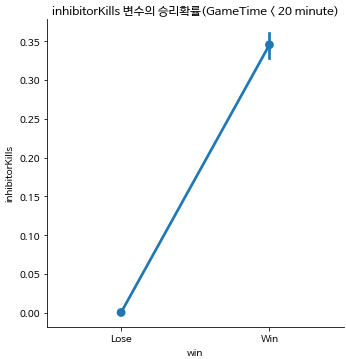 inhibitorKills 변수의 승리확률(GameTime < 20 minute)
0.35
0.30
0.25
0.20
0.15
0.10
0.05
0.00
inhibitorKills
Lose
Win
win